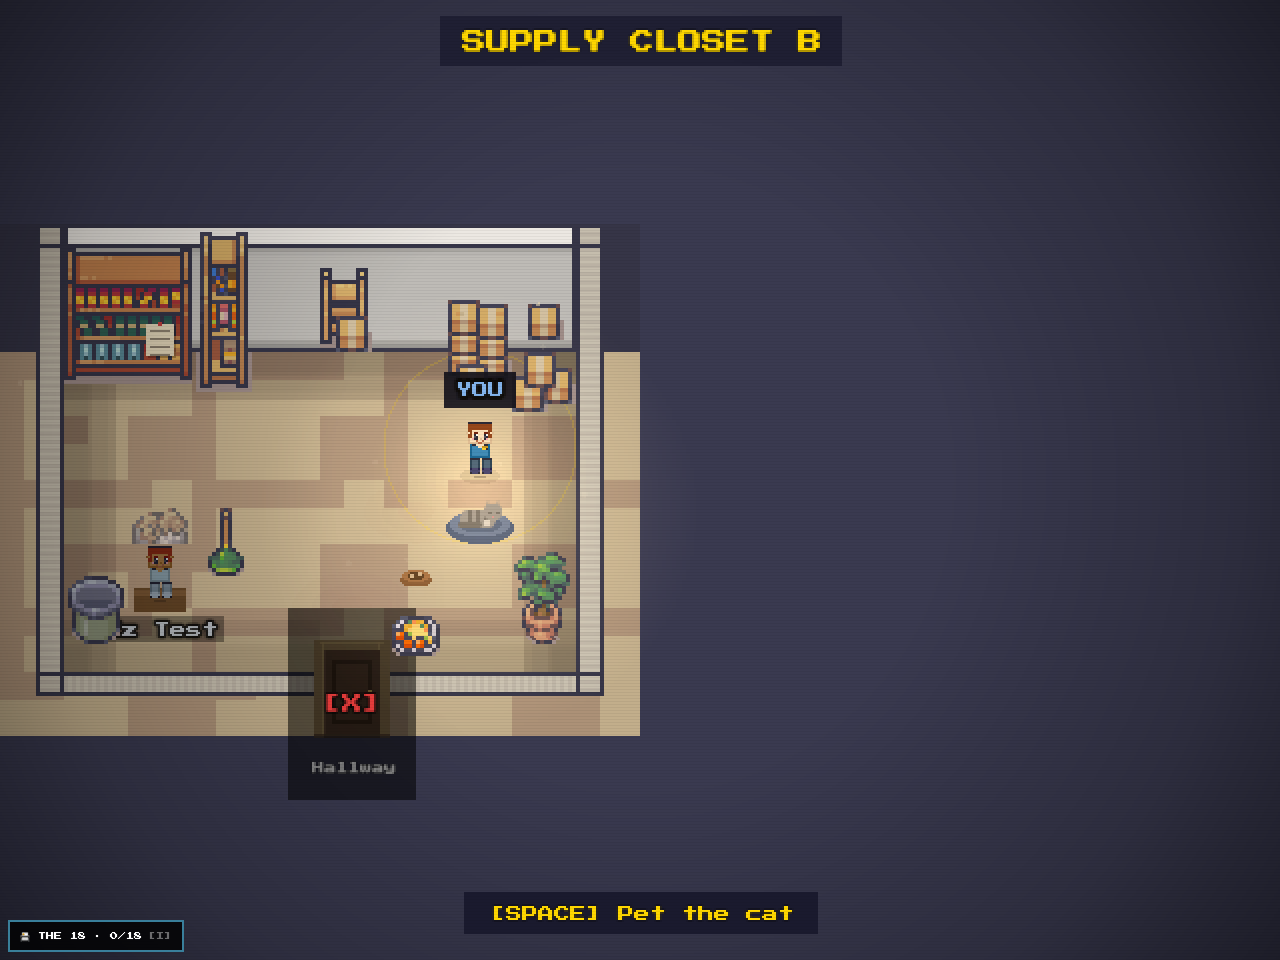 SUPPLY CLOSET B
YOU
z Test
[X]
Hallway
[SPACE] Pet the cat
THE 18 · 0/18 [I]